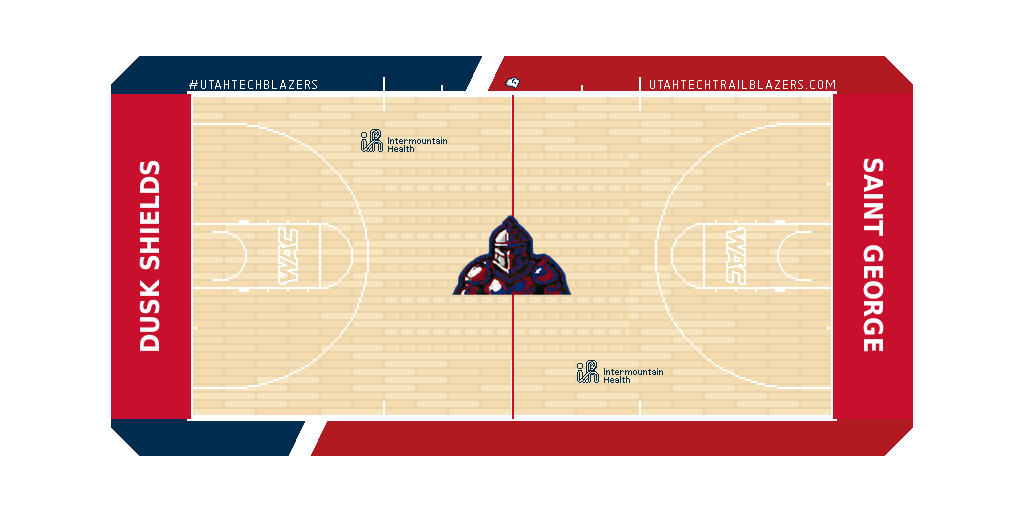 #UTAHTECHBLAZERS
UTAHTECHTRAILBLAZERS.COM
Intermountain
Health
DUSK SHIELDS
WAC
WAC
SAINT GEORGE
Intermountain
Health